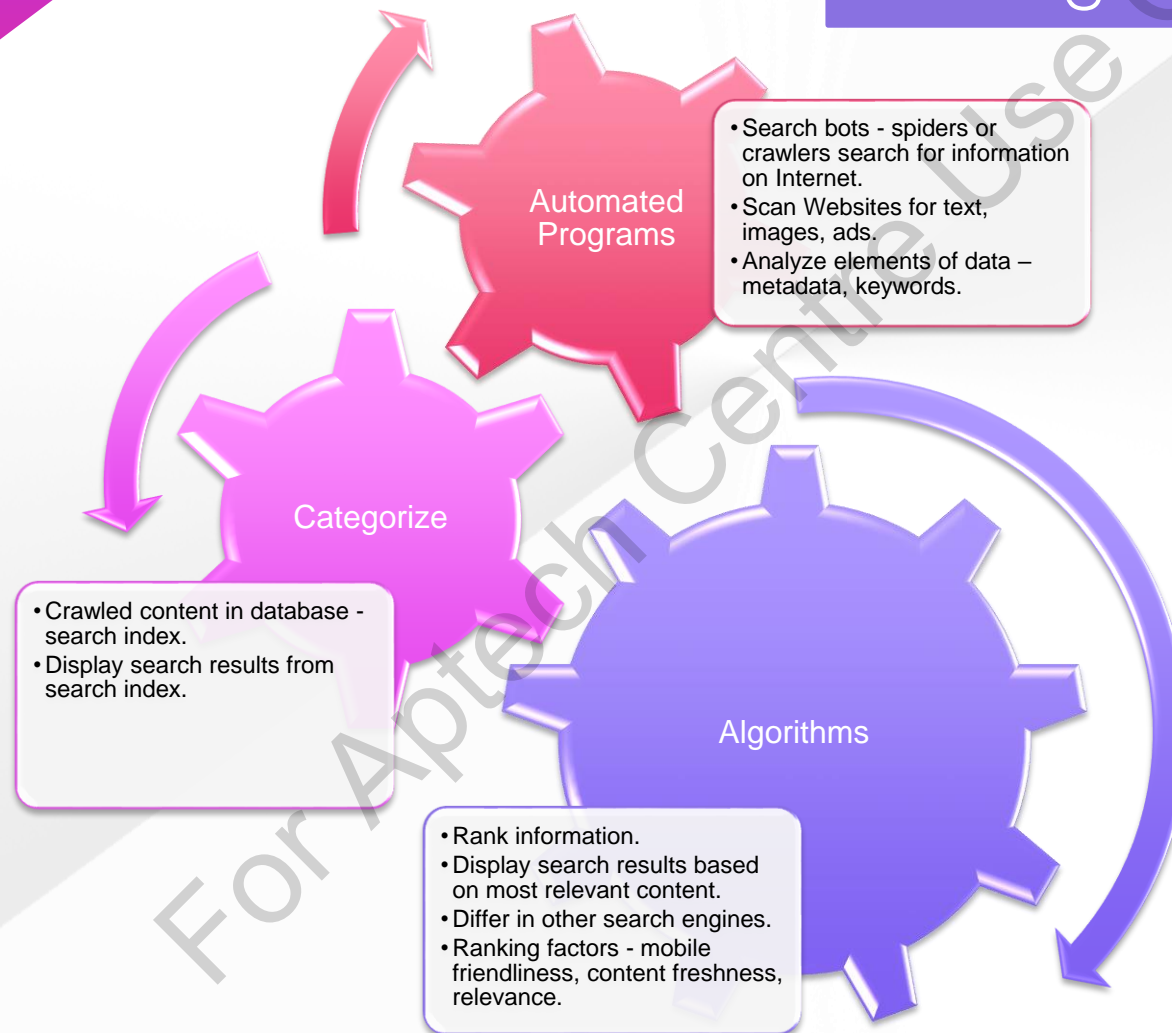 Automated
Programs
• Search bots - spiders or
crawlers search for information
on Internet.
• Scan Websites for text,
images, ads.
• Analyze elements of data –
metadata, keywords.
Categorize
• Crawled content in database -
search index.
• Display search results from
search index.
Algorithms
• Rank information.
• Display search results based
on most relevant content.
• Differ in other search engines.
• Ranking factors - mobile
friendliness, content freshness,
relevance.
For Aptech Centre Use